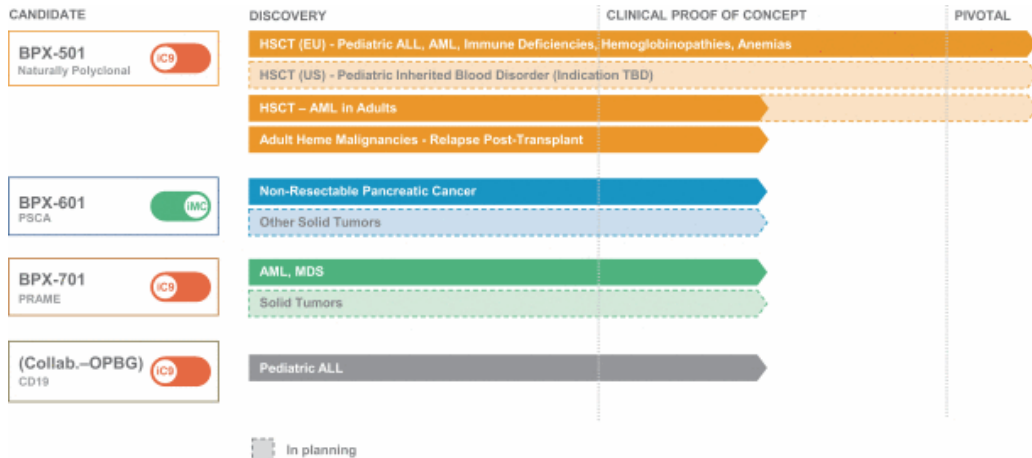 CANDIDATE DISCOVERY CLINICAL PROOF OF CONCEPT PIVOTAL
BPX-501
Naturally Polyclonal
iC9
HSCT (EU) - Pediatric ALL, AML, Immune Deficiencies, Hemoglobinopathies, Anemias
HSCT (US) - Pediatric Inherited Blood Disorder (Indication TBD)
HSCT – AML in Adults
Adult Heme Malignancies - Relapse Post-Transplant
BPX-601
PSCA
iMC
Non-Resectable Pancreatic Cancer
Other Solid Tumors
BPX-701
PRAME
iC9
AML, MDS
Solid Tumors
(Collab.–OPBG)
CD19
iC9
Pediatric ALL
In planning